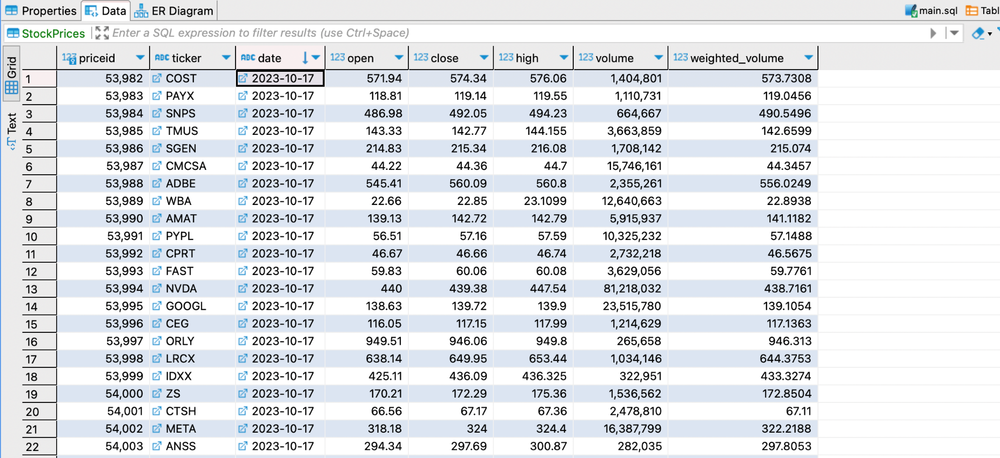 Properties Data ER Diagram main.sql Tabl
StockPrices Enter a SQL expression to filter results (use Ctrl+Space)
Grid
Text
123 priceid ABC ticker ABC date 123 open 123 close 123 high 123 volume 123 weighted_volume
1 53,982 COST 2023-10-17 571.94 574.34 576.06 1,404,801 573.7308
2 53,983 PAYX 2023-10-17 118.81 119.14 119.55 1,110,731 119.0456
3 53,984 SNPS 2023-10-17 486.98 492.05 494.23 664,667 490.5496
4 53,985 TMUS 2023-10-17 143.33 142.77 144.155 3,663,859 142.6599
5 53,986 SGEN 2023-10-17 214.83 215.34 216.08 1,708,142 215.074
6 53,987 CMCSA 2023-10-17 44.22 44.36 44.7 15,746,161 44.3457
7 53,988 ADBE 2023-10-17 545.41 560.09 560.8 2,355,261 556.0249
8 53,989 WBA 2023-10-17 22.66 22.85 23.1099 12,640,663 22.8938
9 53,990 AMAT 2023-10-17 139.13 142.72 142.79 5,915,937 141.1182
10 53,991 PYPL 2023-10-17 56.51 57.16 57.59 10,325,232 57.1488
11 53,992 CPRT 2023-10-17 46.67 46.66 46.74 2,732,218 46.5675
12 53,993 FAST 2023-10-17 59.83 60.06 60.08 3,629,056 59.7761
13 53,994 NVDA 2023-10-17 440 439.38 447.54 81,218,032 438.7161
14 53,995 GOOGL 2023-10-17 138.63 139.72 139.9 23,515,780 139.1054
15 53,996 CEG 2023-10-17 116.05 117.15 117.99 1,214,629 117.1363
16 53,997 ORLY 2023-10-17 949.51 946.06 949.8 265,658 946.313
17 53,998 LRCX 2023-10-17 638.14 649.95 653.44 1,034,146 644.3753
18 53,999 IDXX 2023-10-17 425.11 436.09 436.325 322,951 433.3274
19 54,000 ZS 2023-10-17 170.21 172.29 175.36 1,536,562 172.8504
20 54,001 CTSH 2023-10-17 66.56 67.17 67.36 2,478,810 67.11
21 54,002 META 2023-10-17 318.18 324 324.4 16,387,799 322.2188
22 54,003 ANSS 2023-10-17 294.34 297.69 300.87 282,035 297.8053